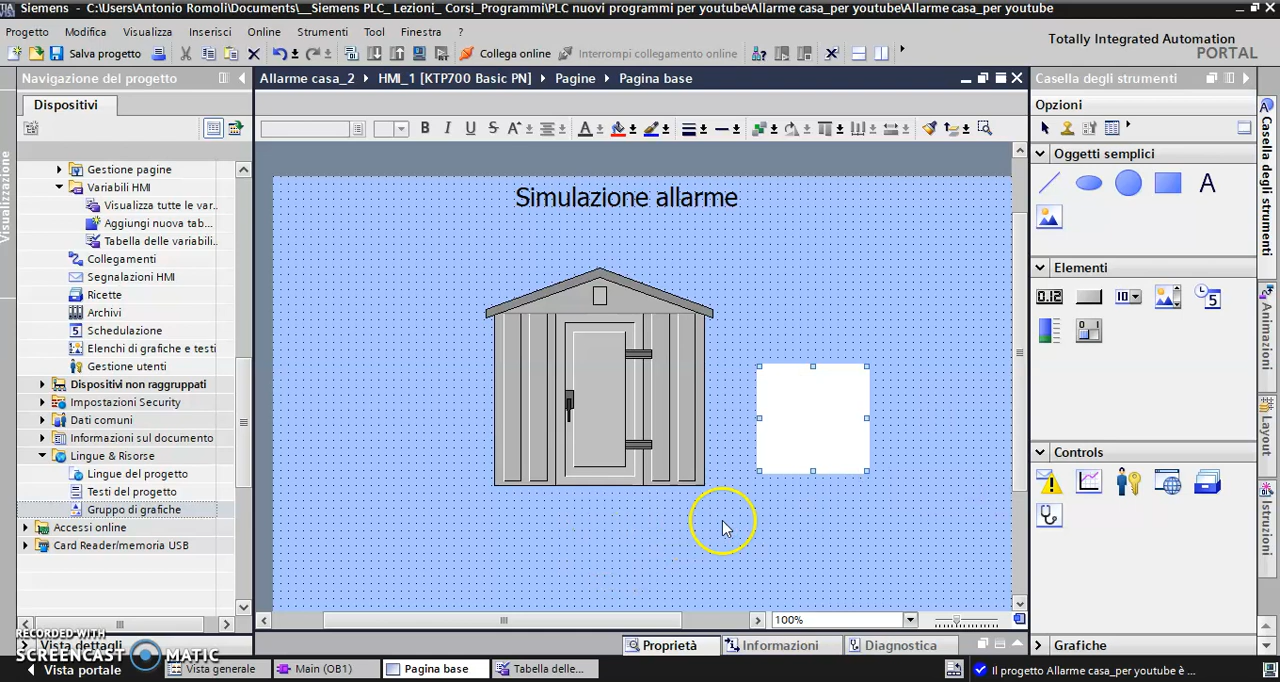 Siemens - C:\Users\Antonio Romoli\Documents\__Siemens PLC_ Lezioni_ Corsi_Programmi\PLC nuovi programmi per youtube\Allarme casa_per youtube\Allarme casa_per youtube
Progetto Modifica Visualizza Inserisci Online Strumenti Tool Finestra ?
Totally Integrated Automation
PORTAL
Salva progetto Collega online Interrompi collegamento online
Navigazione del progetto
Allarme casa_2 HMI_1 [KTP700 Basic PN] Pagine Pagina base
Casella degli strumenti
Dispositivi
Opzioni
Visualizzazione
Gestione pagine
Variabili HMI
Visualizza tutte le var..
Aggiungi nuova tab...
Tabella delle variabili..
Collegamenti
Segnalazioni HMI
Ricette
Archivi
Schedulazione
Elenchi di grafiche e testi
Gestione utenti
Dispositivi non raggruppati
Impostazioni Security
Dati comuni
Informazioni sul documento
Lingue & Risorse
Lingue del progetto
Testi del progetto
Gruppo di grafiche
Accessi online
Card Reader/memoria USB
Simulazione allarme
Oggetti semplici
A
Elementi
0.12
10
5
Controls
Grafiche
Casella degli strumenti
Animazioni
Layout
Istruzioni
100%
Proprietà Informazioni Diagnostica
Vista dettagli
RECORDED WITH
SCREENCAST MATIC
Vista portale Vista generale Main (OB1) Pagina base Tabella delle... Il progetto Allarme casa_per youtube è ...